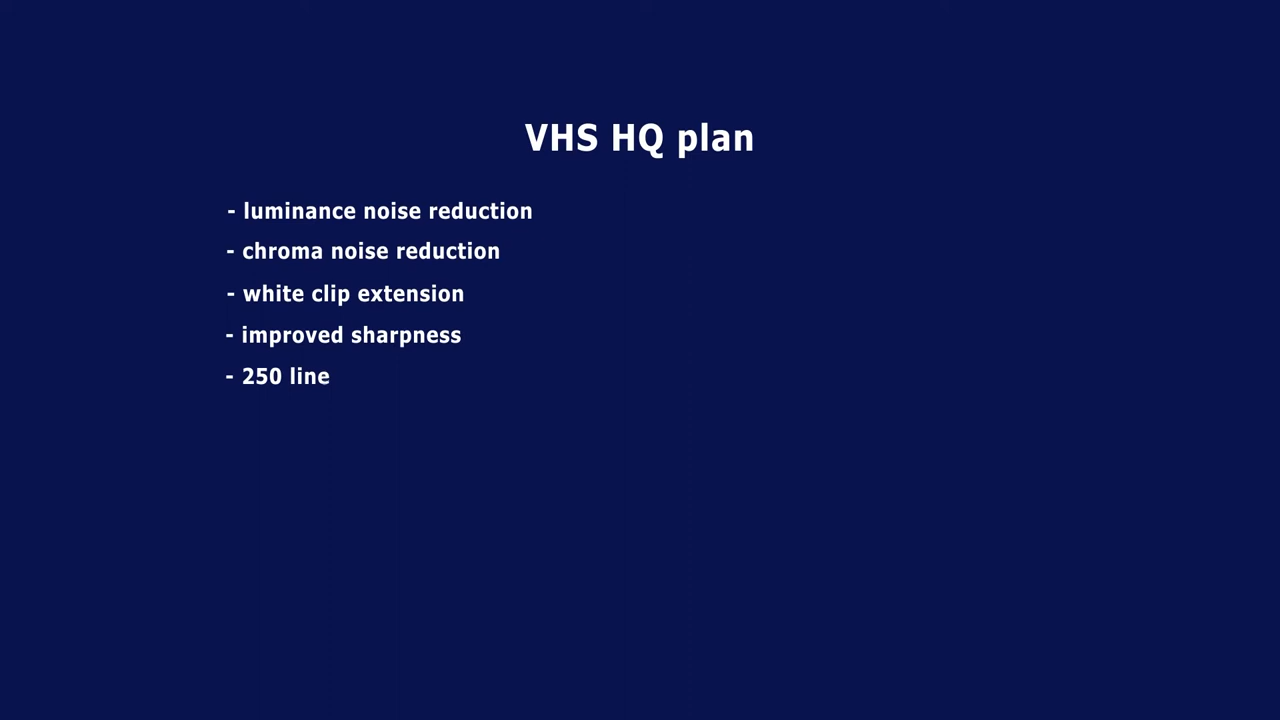 VHS HQ plan
- luminance noise reduction
- chroma noise reduction
- white clip extension
- improved sharpness
- 250 line